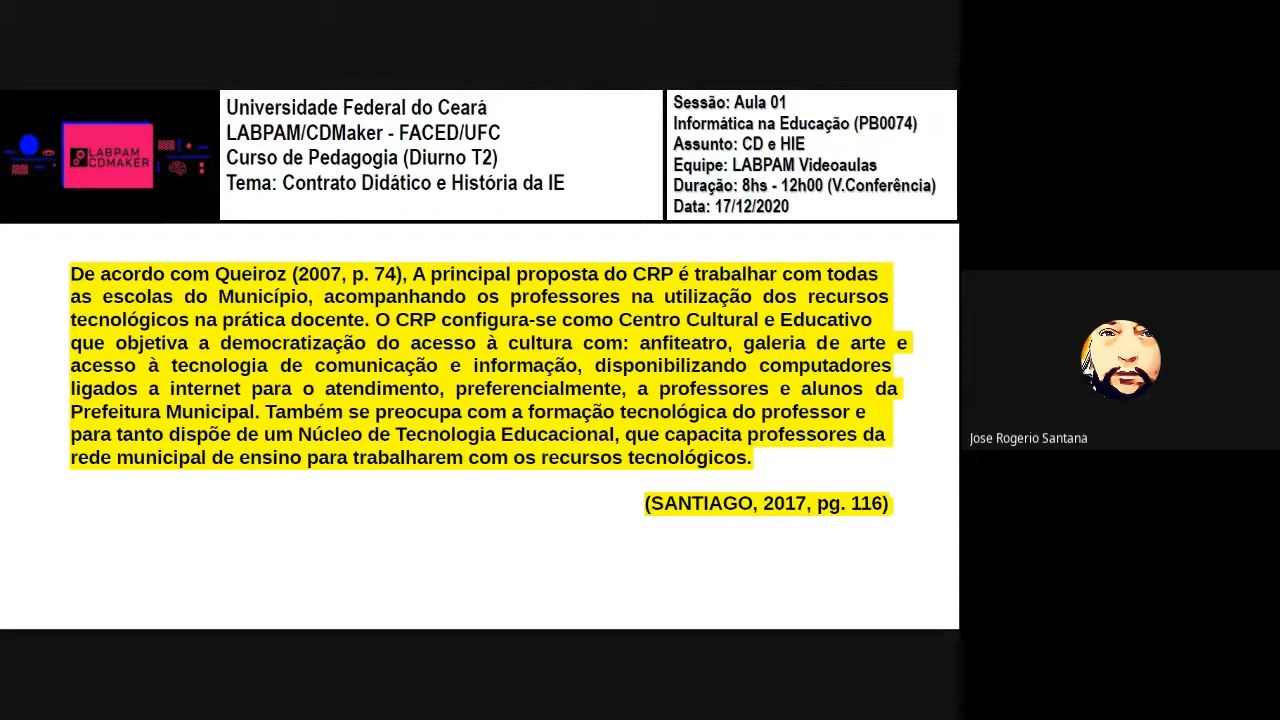 LABPAM
CDMAKER
Universidade Federal do Ceará
LABPAM/CDMaker - FACED/UFC
Curso de Pedagogia (Diurno T2)
Tema: Contrato Didático e História da IE
Sessão: Aula 01
Informática na Educação (PB0074)
Assunto: CD e HIE
Equipe: LABPAM Videoaulas
Duração: 8hs - 12h00 (V.Conferência)
Data: 17/12/2020
De acordo com Queiroz (2007, p. 74), A principal proposta do CRP é trabalhar com todas
as escolas do Município, acompanhando os professores na utilização dos recursos
tecnológicos na prática docente. O CRP configura-se como Centro Cultural e Educativo
que objetiva a democratização do acesso à cultura com: anfiteatro, galeria de arte e
acesso à tecnologia de comunicação e informação, disponibilizando computadores
ligados a internet para o atendimento, preferencialmente, a professores e alunos da
Prefeitura Municipal. Também se preocupa com a formação tecnológica do professor e
para tanto dispõe de um Núcleo de Tecnologia Educacional, que capacita professores da
rede municipal de ensino para trabalharem com os recursos tecnológicos.
(SANTIAGO, 2017, pg. 116)
Jose Rogerio Santana